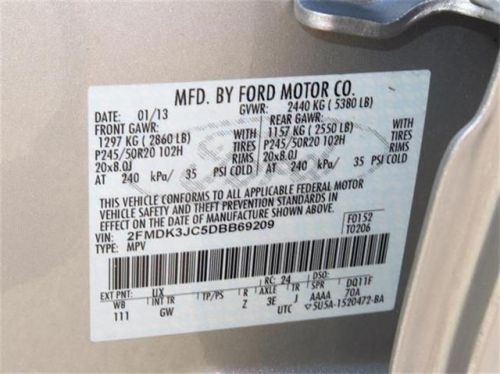 MFD. BY FORD MOTOR CO.
DATE: 01/13 GVWR: 2440 KG ( 5380 LB)
FRONT GAWR: REAR GAWR:
1297 KG ( 2860 LB) 1157 KG ( 2550 LB)
P245/50R20 102H TIRES P245/50R20 102H TIRES
20x8.0J RIMS 20x8.0J RIMS
AT 240 kPa/ 35 PSI COLD AT 240 kPa/ 35 PSI COLD
THIS VEHICLE CONFORMS TO ALL APPLICABLE FEDERAL MOTOR
VEHICLE SAFETY AND THEFT PREVENTION STANDARDS IN EFFECT ON THE
DATE OF MANUFACTURE SHOWN ABOVE.
VIN: 2FMDK3JC5DBB69209 F0152
TYPE: MPV T0206
EXT PNT: UX RC: 24 DSO:
WB INT TR TP/PS R AXLE TR SPR DQ11F
111 GW Z 3E J AAAA 70A
UTC 5U5A-1520472-BA